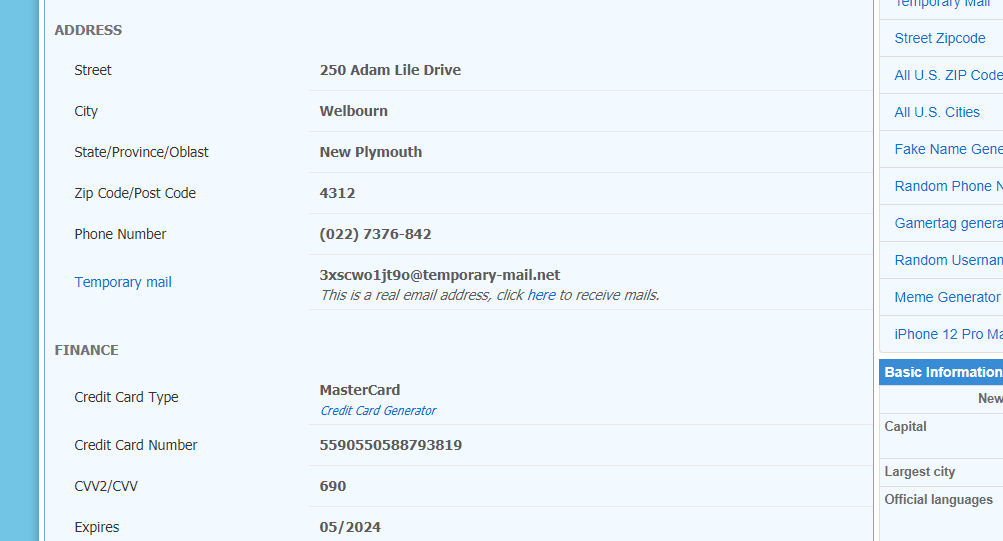 ADDRESS
Street 250 Adam Lile Drive
City Welbourn
State/Province/Oblast New Plymouth
Zip Code/Post Code 4312
Phone Number (022) 7376-842
Temporary mail 3xscwo1jt9o@temporary-mail.net
This is a real email address, click here to receive mails.
FINANCE
Credit Card Type MasterCard
Credit Card Generator
Credit Card Number 5590550588793819
CVV2/CVV 690
Expires 05/2024
Temporary Mail
Street Zipcode
All U.S. ZIP Code
All U.S. Cities
Fake Name Gene
Random Phone N
Gamertag genera
Random Usernam
Meme Generator
iPhone 12 Pro Ma
Basic Information
New
Capital
Largest city
Official languages